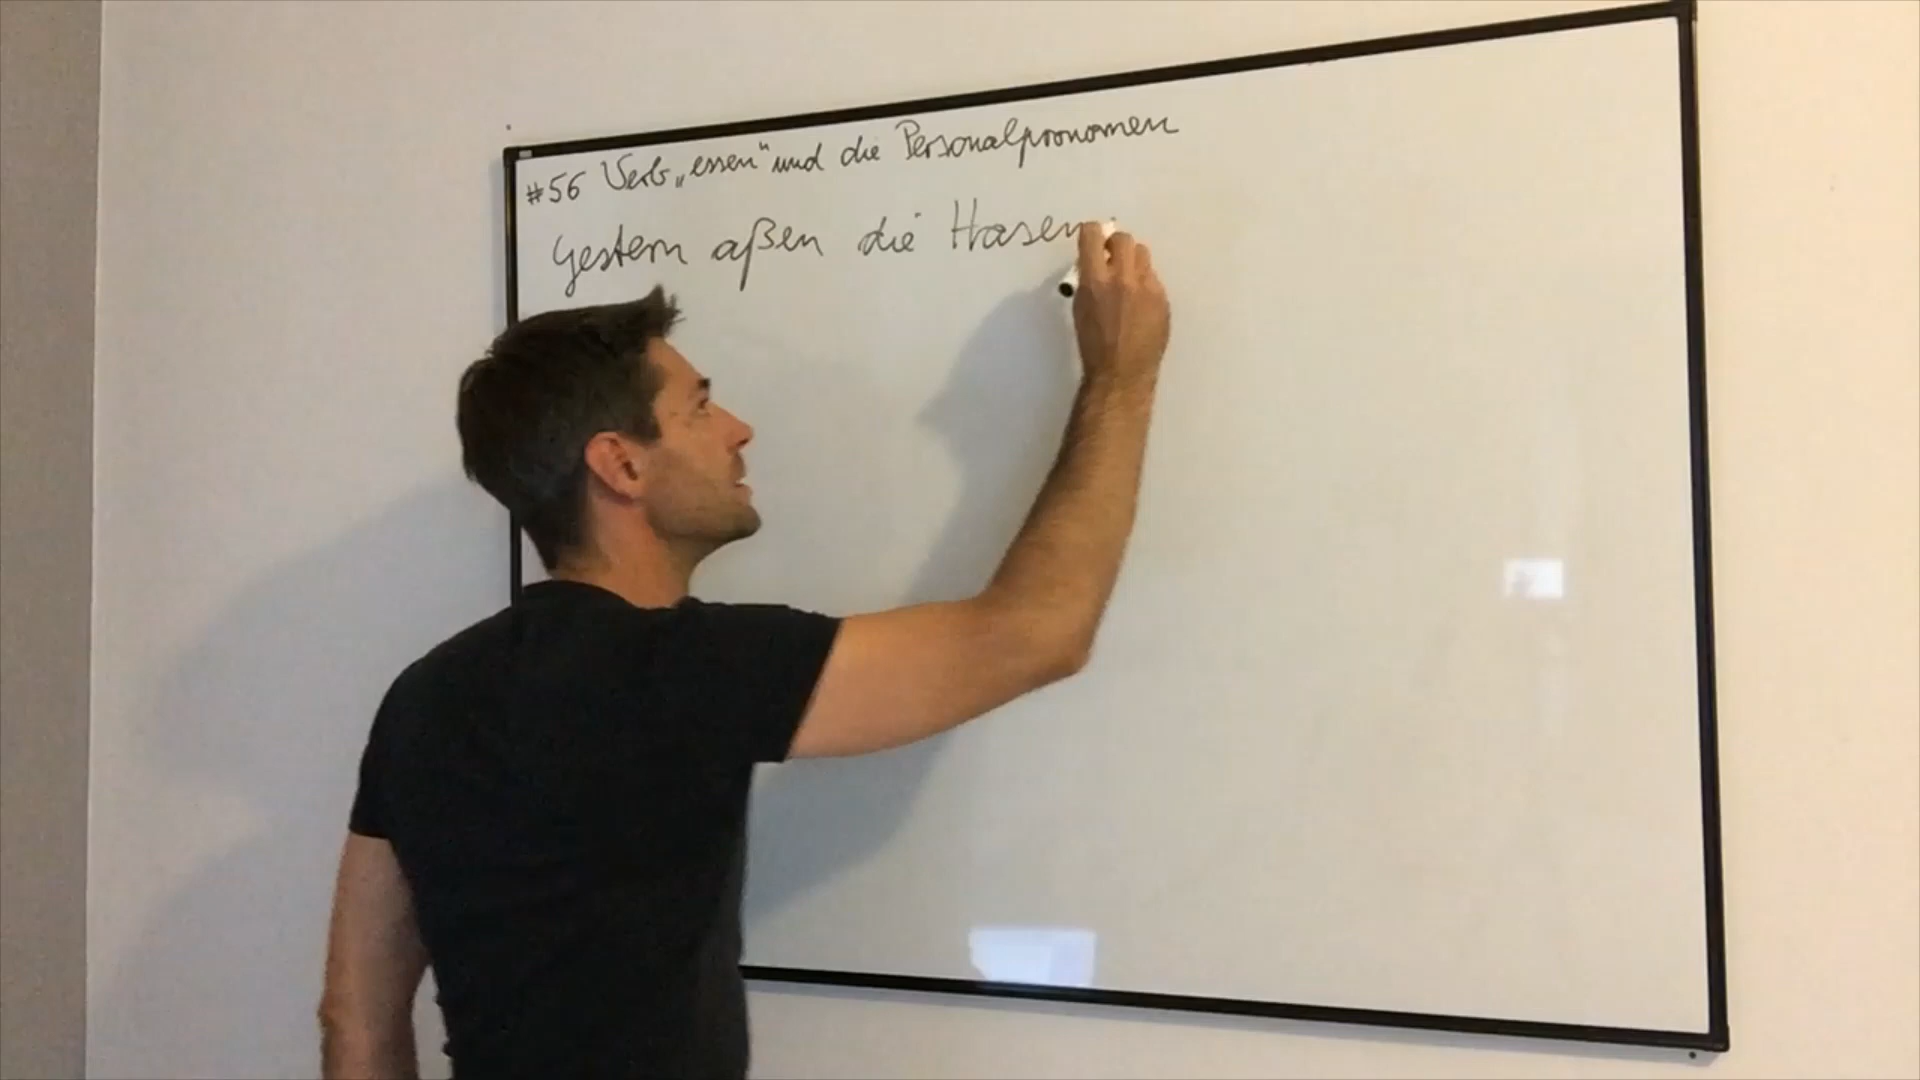 #56 Verb „essen“ und die Personalpronomen
Gestern aßen die Hasen